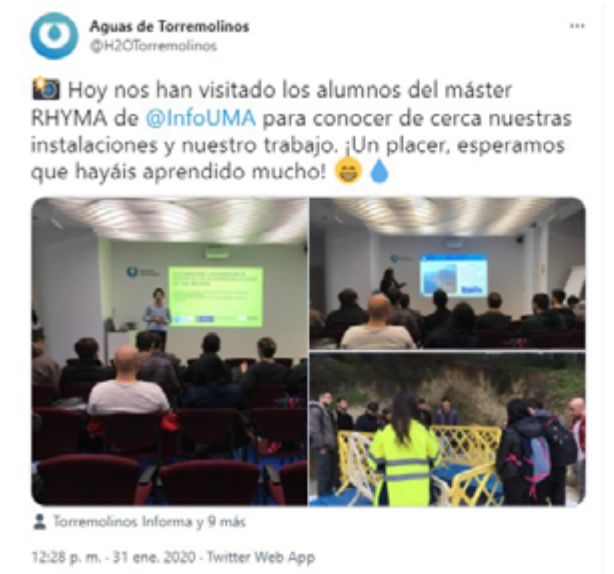 Aguas de Torremolinos
@H2OTorremolinos
Hoy nos han visitado los alumnos del máster
RHYMA de @InfoUMA para conocer de cerca nuestras
instalaciones y nuestro trabajo. ¡Un placer, esperamos
que hayáis aprendido mucho!
Torremolinos Informa y 9 más
12:28 p. m. · 31 ene. 2020 · Twitter Web App